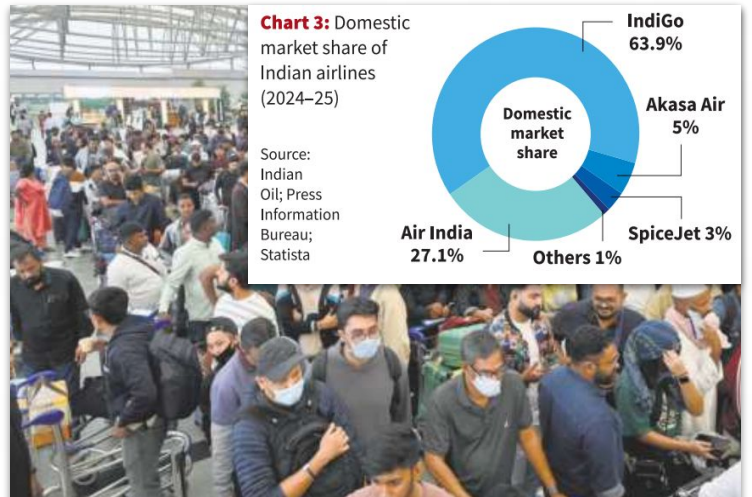 Chart 3: Domestic
market share of
Indian airlines
(2024–25)
Source:
Indian
Oil; Press
Information
Bureau;
Statista
Domestic
market
share
IndiGo
63.9%
Akasa Air
5%
SpiceJet 3%
Others 1%
Air India
27.1%